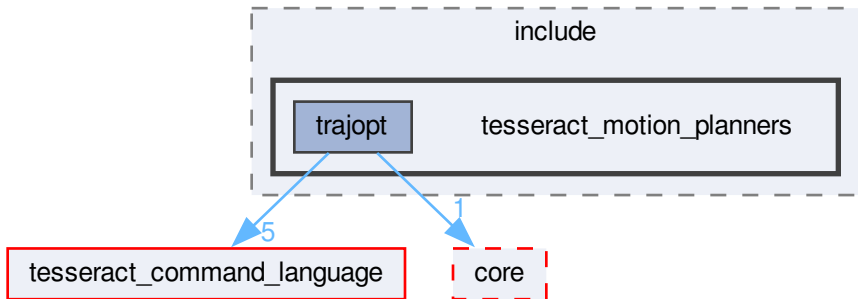 include
trajopt
tesseract_motion_planners
1
5
tesseract_command_language
core